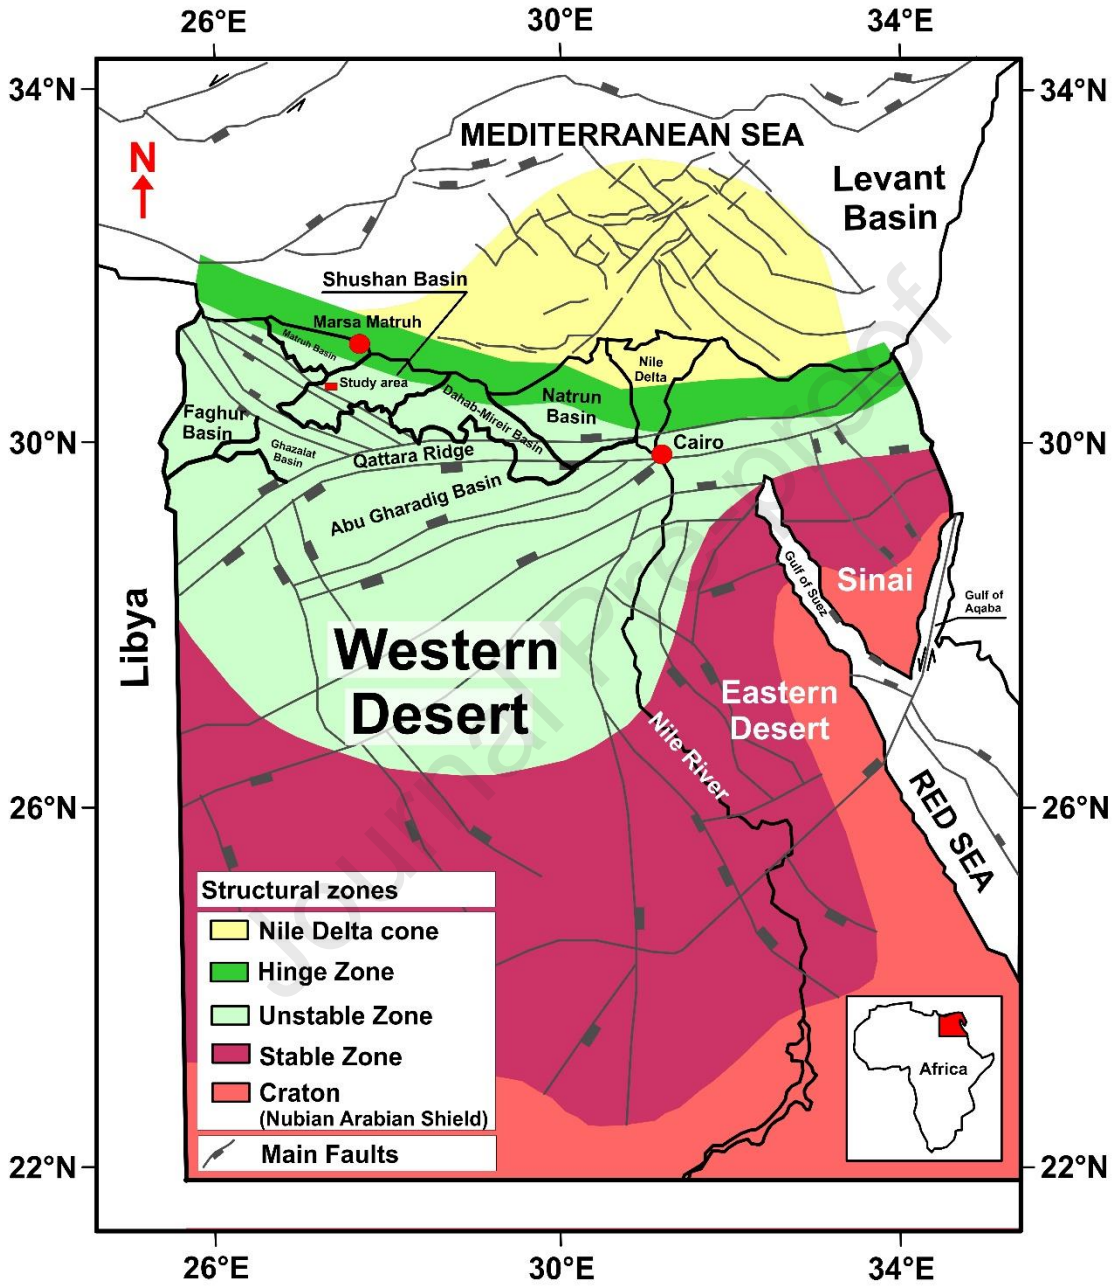 26°E
30°E
34°E
34°N
34°N
MEDITERRANEAN SEA
N
Levant
Basin
Shushan Basin
Marsa Matruh
Matruh Basin
Study area
Nile
Delta
Dahab-Mireir Basin
Natrun
Basin
Faghur
Basin
30°N
30°N
Cairo
Ghazalat
Basin
Qattara Ridge
Abu Gharadig Basin
Gulf of Suez
Sinai
Gulf of
Aqaba
Libya
Western
Desert
Eastern
Desert
Nile River
RED SEA
26°N
26°N
Journal Pre-proof
Structural zones
Nile Delta cone
Hinge Zone
Unstable Zone
Stable Zone
Craton
(Nubian Arabian Shield)
Main Faults
Africa
22°N
22°N
26°E
30°E
34°E